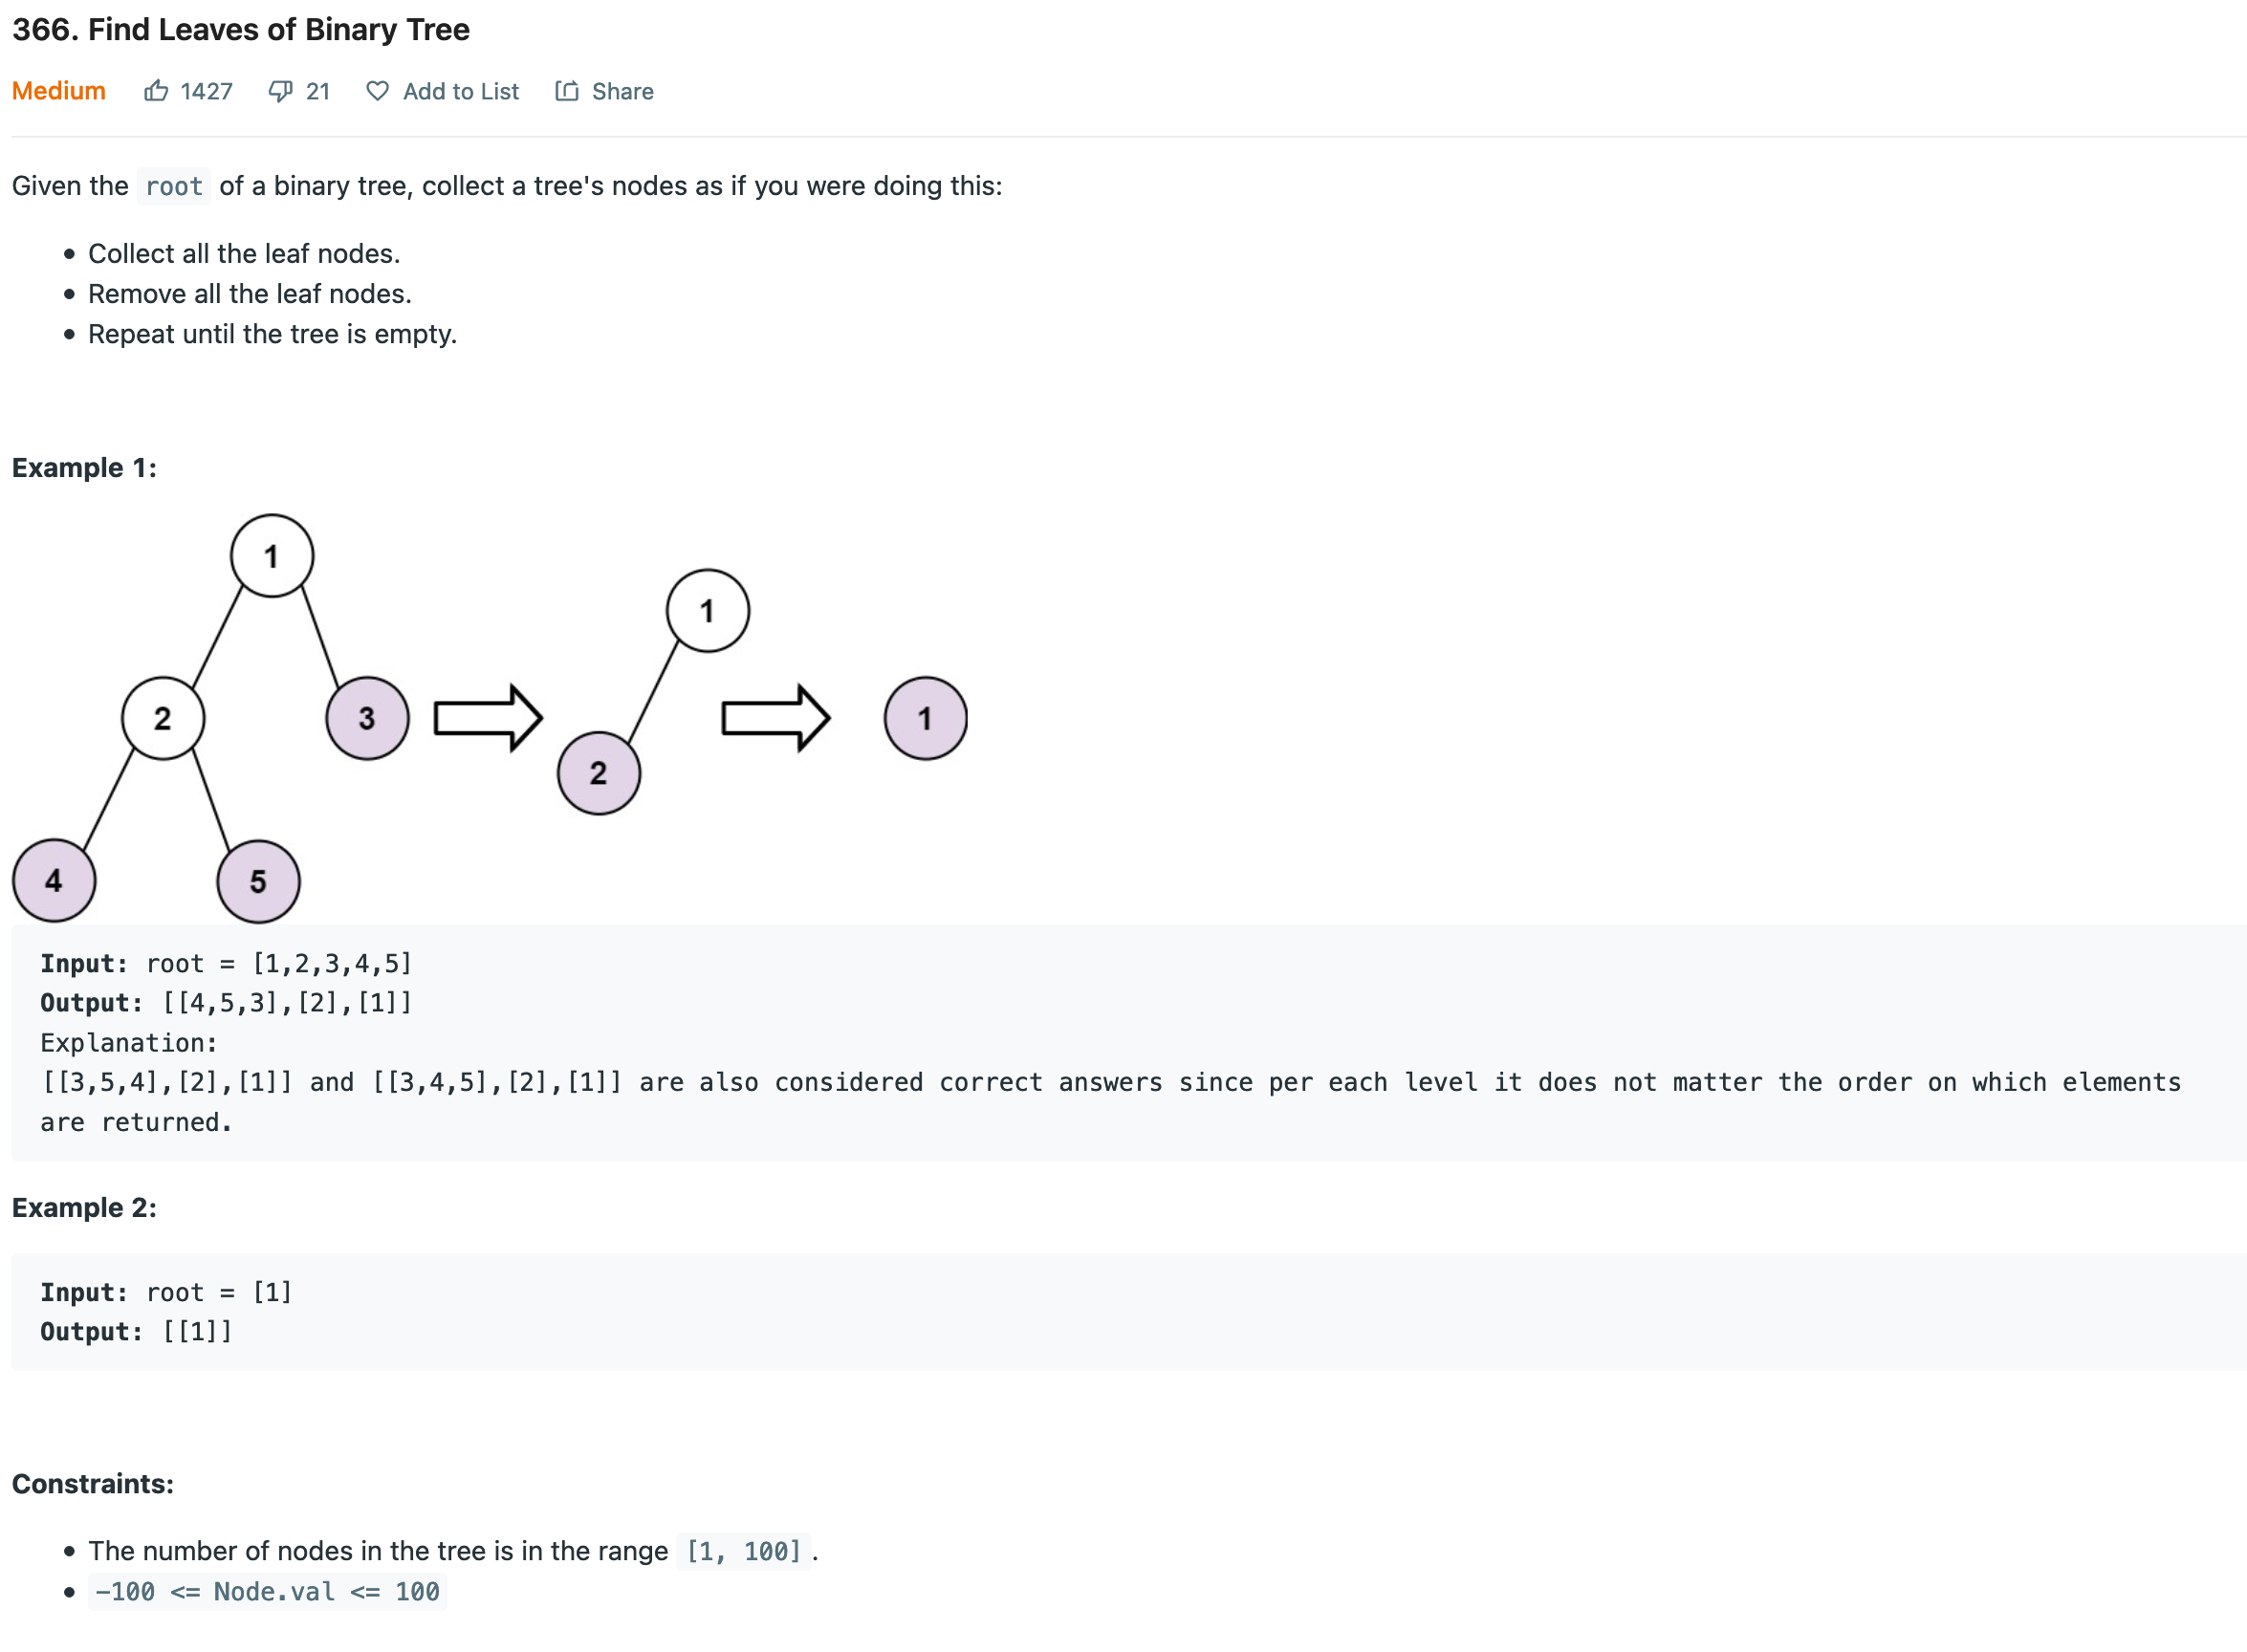 366. Find Leaves of Binary Tree
Medium 1427 21 Add to List Share
Given the root of a binary tree, collect a tree's nodes as if you were doing this:
• Collect all the leaf nodes.
• Remove all the leaf nodes.
• Repeat until the tree is empty.
Example 1:
1
1
2 3 1
2
4 5
Input: root = [1,2,3,4,5]
Output: [[4,5,3],[2],[1]]
Explanation:
[[3,5,4],[2],[1]] and [[3,4,5],[2],[1]] are also considered correct answers since per each level it does not matter the order on which elements
are returned.
Example 2:
Input: root = [1]
Output: [[1]]
Constraints:
• The number of nodes in the tree is in the range [1, 100] .
• -100 <= Node.val <= 100